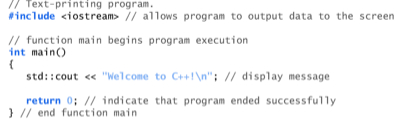 // Text-printing program.
#include <iostream> // allows program to output data to the screen
// function main begins program execution
int main()
{
std::cout << "Welcome to C++!\n"; // display message
return 0; // indicate that program ended successfully
} // end function main